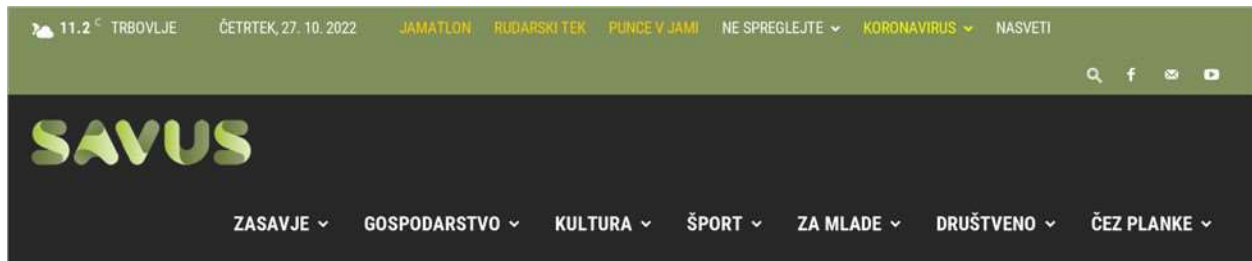 11.2 C TRBOVLJE ČETRTEK, 27. 10. 2022 JAMATLON RUDARSKI TEK PUNCE V JAMI NE SPREGLEJTE KORONAVIRUS NASVETI
SAVUS
ZASAVJE GOSPODARSTVO KULTURA ŠPORT ZA MLADE DRUŠTVENO ČEZ PLANKE